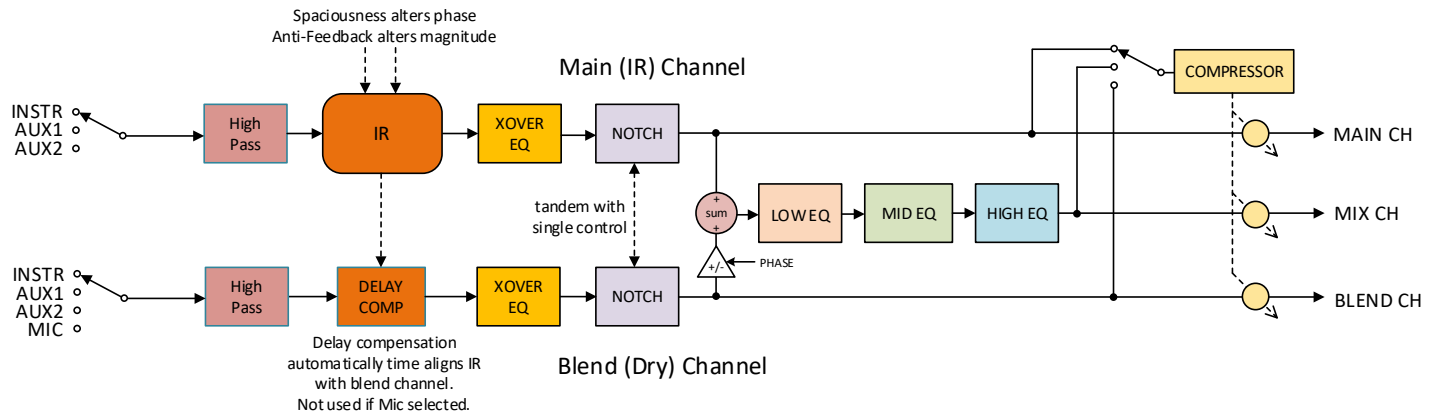 Spaciousness alters phase
Anti-Feedback alters magnitude
Main (IR) Channel
COMPRESSOR
INSTR
AUX1
AUX2
High
Pass
IR
XOVER
EQ
NOTCH
MAIN CH
tandem with
single control
+
sum
+
LOW EQ
MID EQ
HIGH EQ
MIX CH
+/-
PHASE
INSTR
AUX1
AUX2
MIC
High
Pass
DELAY
COMP
XOVER
EQ
NOTCH
BLEND CH
Delay compensation
automatically time aligns IR
with blend channel.
Not used if Mic selected.
Blend (Dry) Channel